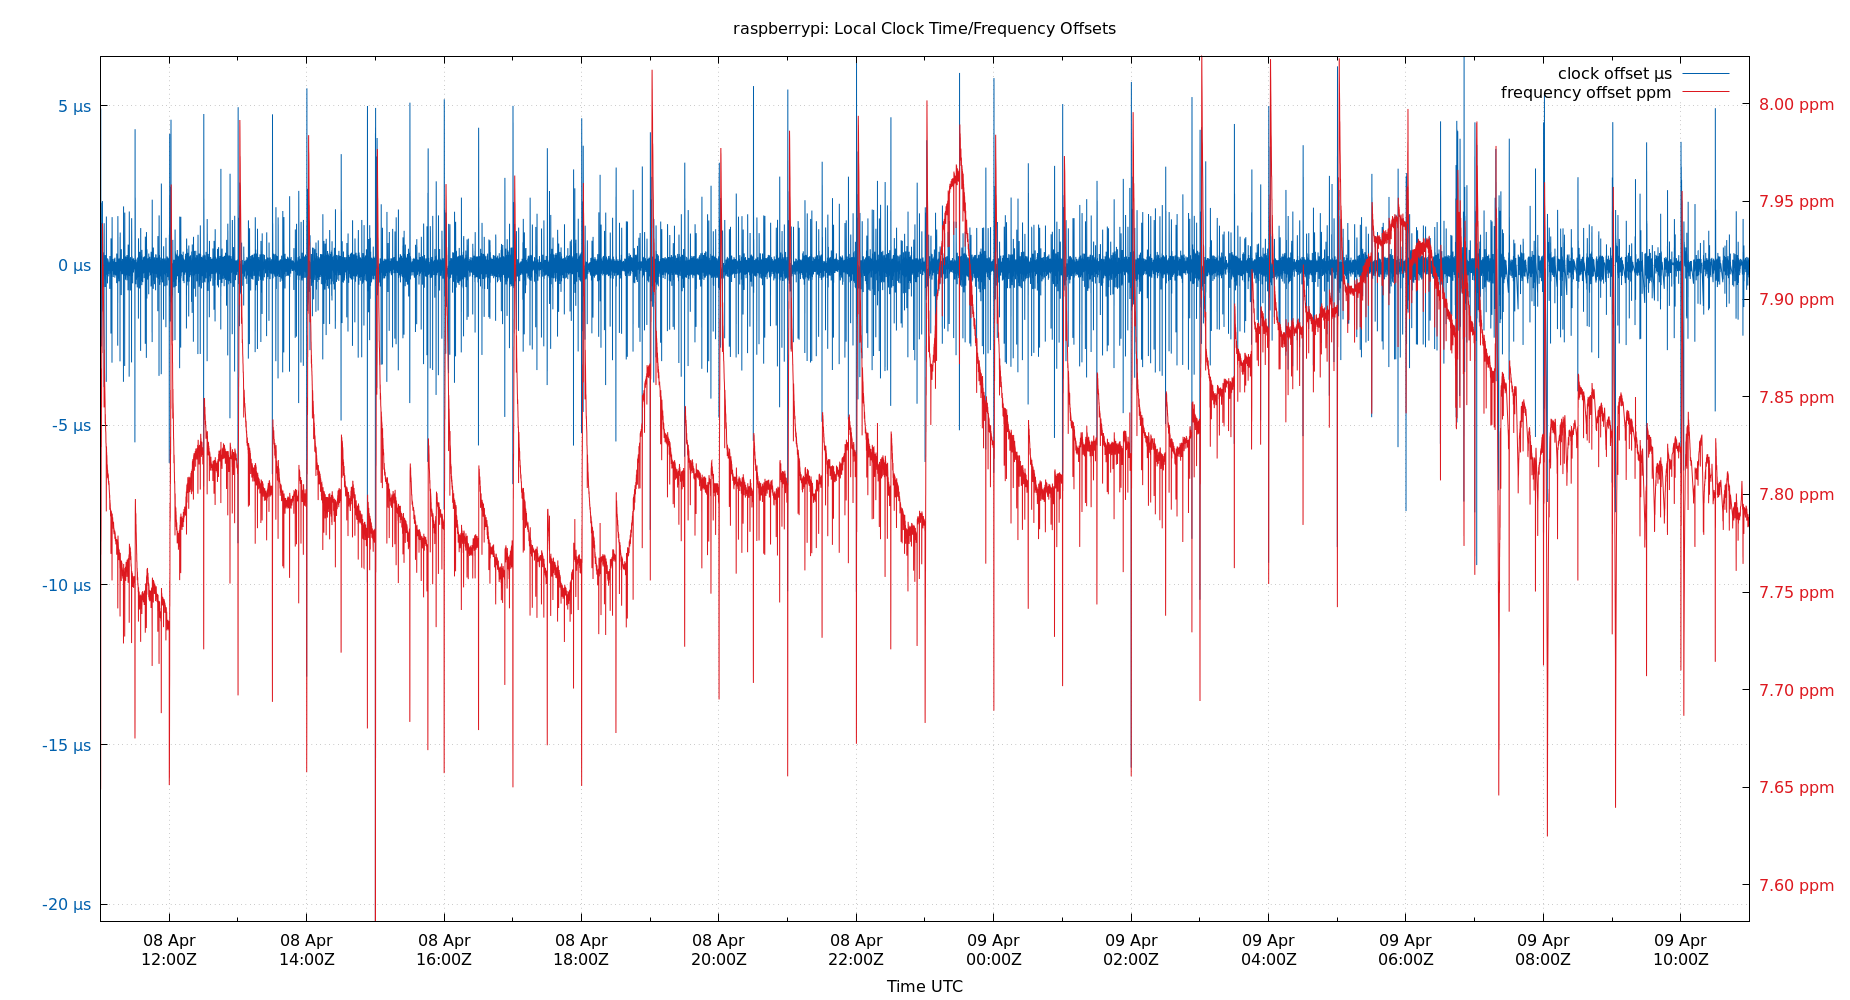 raspberrypi: Local Clock Time/Frequency Offsets
clock offset µs
frequency offset ppm
5 µs
0 µs
-5 µs
-10 µs
-15 µs
-20 µs
8.00 ppm
7.95 ppm
7.90 ppm
7.85 ppm
7.80 ppm
7.75 ppm
7.70 ppm
7.65 ppm
7.60 ppm
08 Apr 08 Apr 08 Apr 08 Apr 08 Apr 08 Apr 09 Apr 09 Apr 09 Apr 09 Apr 09 Apr 09 Apr
12:00Z 14:00Z 16:00Z 18:00Z 20:00Z 22:00Z 00:00Z 02:00Z 04:00Z 06:00Z 08:00Z 10:00Z
Time UTC